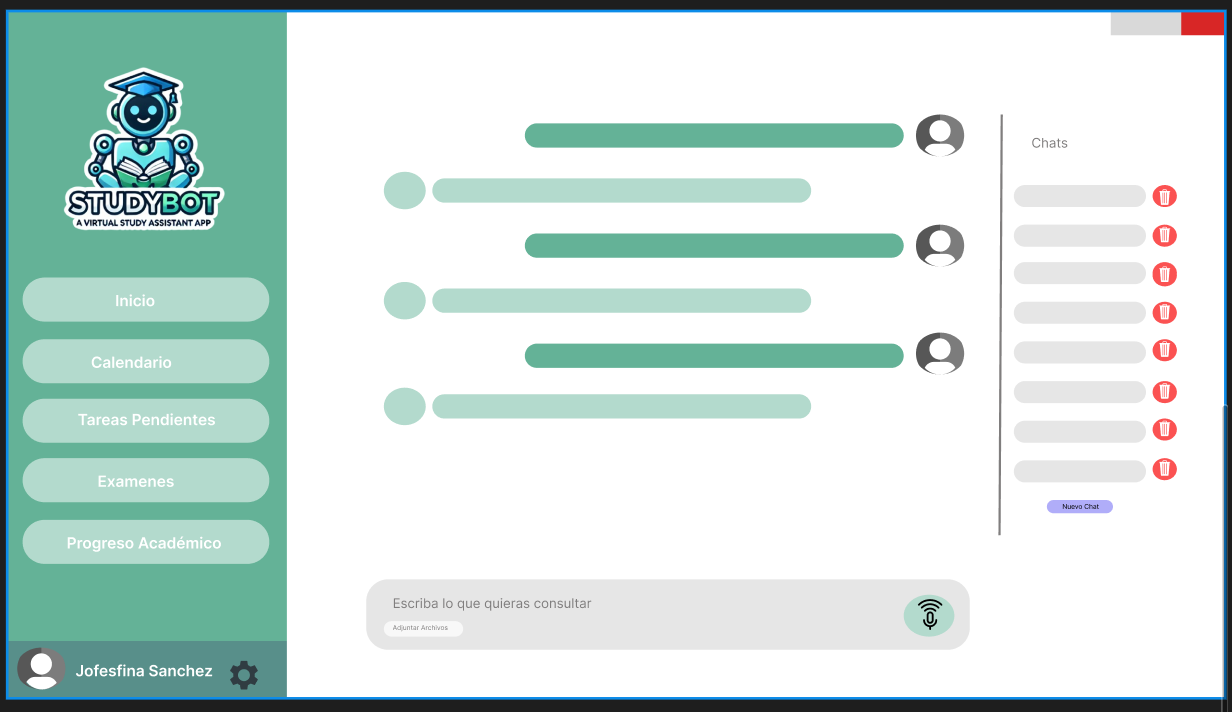 STUDYBOT
A VIRTUAL STUDY ASSISTANT APP
Inicio
Calendario
Tareas Pendientes
Examenes
Progreso Académico
Jofesfina Sanchez
Chats
Nuevo Chat
Escriba lo que quieras consultar
Adjuntar Archivos